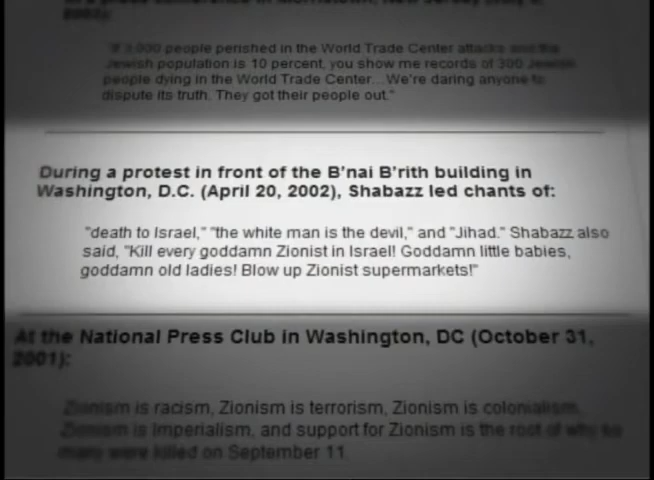 "If 3,000 people perished in the World Trade Center attacks and the
Jewish population is 10 percent, you show me records of 300 Jewish
people dying in the World Trade Center...We're daring anyone to
dispute its truth. They got their people out."
During a protest in front of the B'nai B'rith building in
Washington, D.C. (April 20, 2002), Shabazz led chants of:
"death to Israel," "the white man is the devil," and "Jihad." Shabazz also
said, "Kill every goddamn Zionist in Israel! Goddamn little babies,
goddamn old ladies! Blow up Zionist supermarkets!"
At the National Press Club in Washington, DC (October 31,
2001):
Zionism is racism, Zionism is terrorism, Zionism is colonialism,
Zionism is Imperialism, and support for Zionism is the root of why so
many were killed on September 11